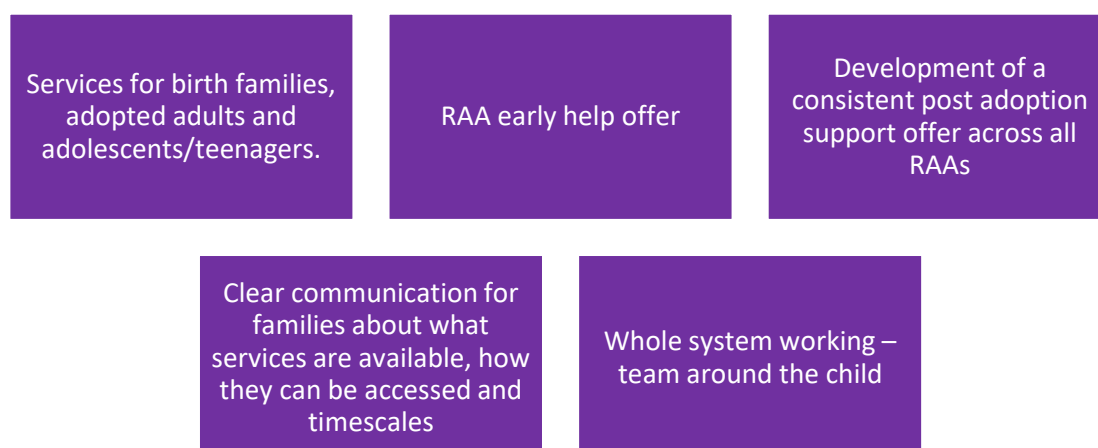 Services for birth families,
adopted adults and
adolescents/teenagers.
RAA early help offer
Development of a
consistent post adoption
support offer across all
RAAs
Clear communication for
families about what
services are available, how
they can be accessed and
timescales
Whole system working –
team around the child